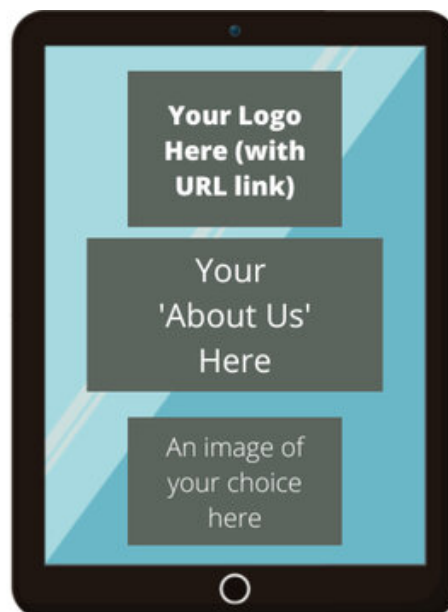 Your Logo
Here (with
URL link)
Your
'About Us'
Here
An image of
your choice
here